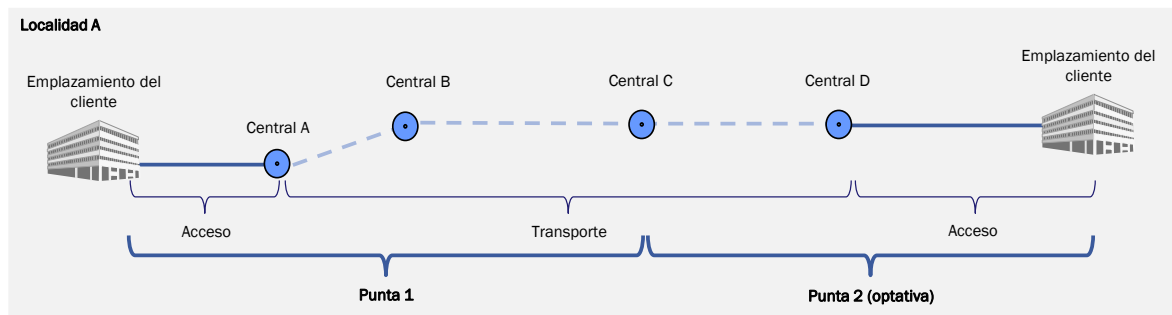 Localidad A
Emplazamiento del
cliente
Central A
Central B
Central C
Central D
Emplazamiento del
cliente
Acceso
Transporte
Acceso
Punta 1
Punta 2 (optativa)